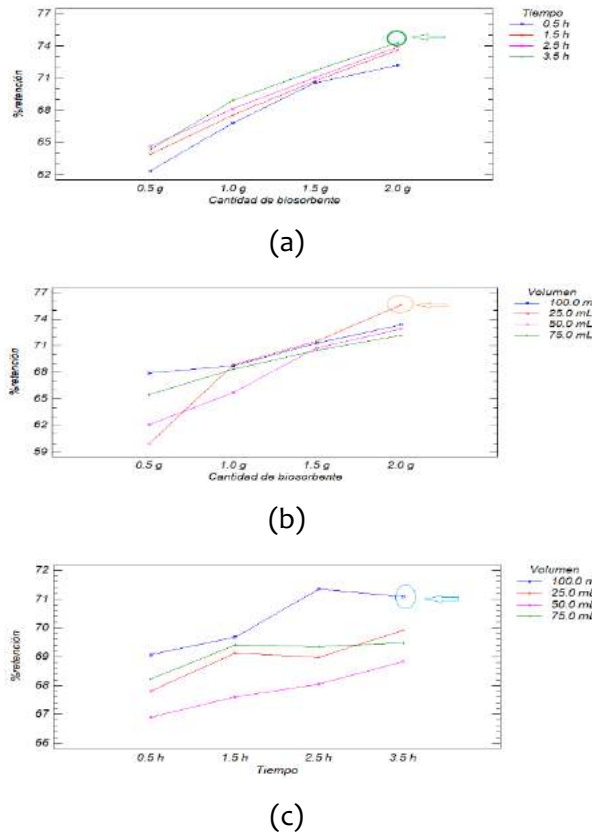 77
74
71
68
65
62
%retención
0.5 g
1.0 g
1.5 g
2.0 g
Cantidad de biosorbente
Tiempo
0.5 h
1.5 h
2.5 h
3.5 h
(a)
77
74
71
68
65
62
59
%retención
0.5 g
1.0 g
1.5 g
2.0 g
Cantidad de biosorbente
Volumen
100.0 mL
25.0 mL
50.0 mL
75.0 mL
(b)
72
71
70
69
68
67
66
%retención
0.5 h
1.5 h
2.5 h
3.5 h
Tiempo
Volumen
100.0 m
25.0 mL
50.0 mL
75.0 mL
(c)